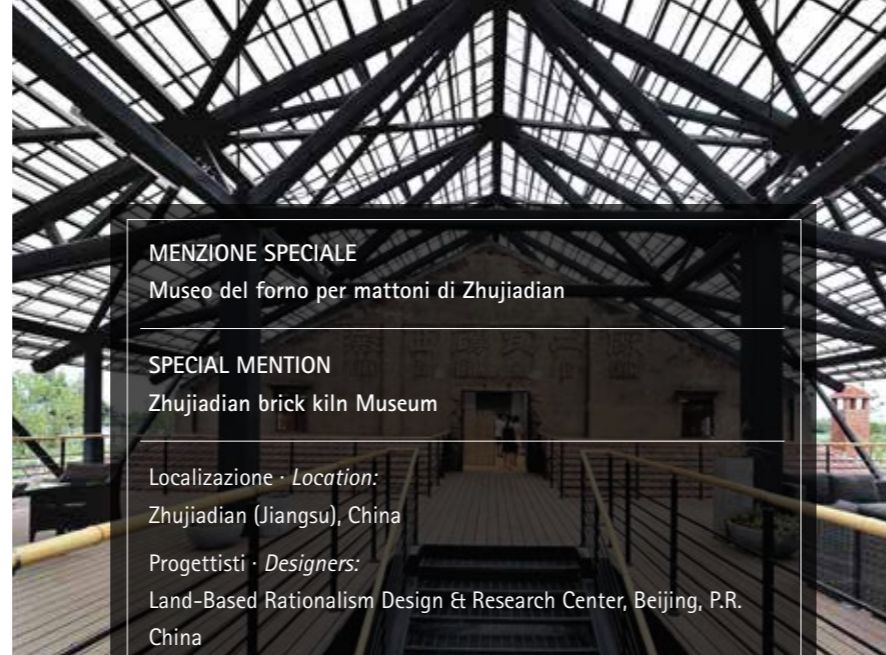 MENZIONE SPECIALE
Museo del forno per mattoni di Zhujiadian
SPECIAL MENTION
Zhujiadian brick kiln Museum
Localizazione · Location:
Zhujiadian (Jiangsu), China
Progettisti · Designers:
Land-Based Rationalism Design & Research Center, Beijing, P.R.
China